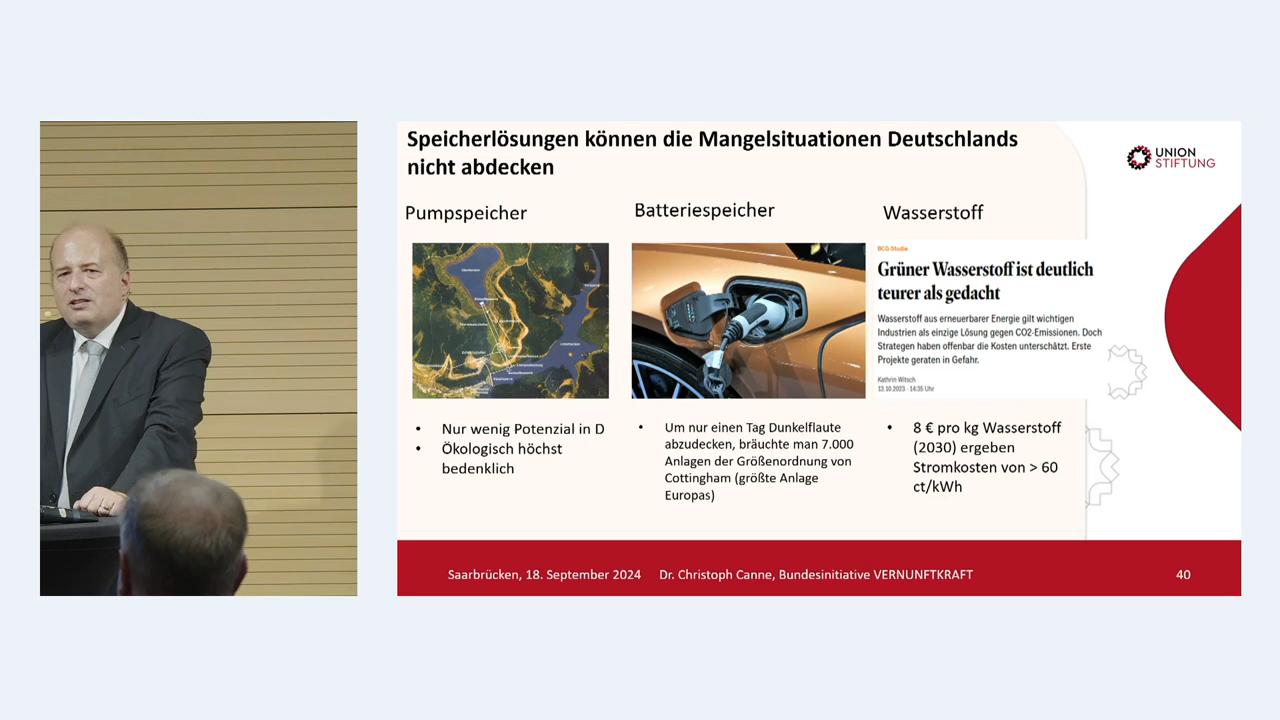 Speicherlösungen können die Mangelsituationen Deutschlands
nicht abdecken
UNION
STIFTUNG
Pumpspeicher
Batteriespeicher
Wasserstoff
BCG-Studie
Grüner Wasserstoff ist deutlich
teurer als gedacht
Wasserstoff aus erneuerbarer Energie gilt wichtigen
Industrien als einzige Lösung gegen CO2-Emissionen. Doch
Strategen haben offenbar die Kosten unterschätzt. Erste
Projekte geraten in Gefahr.
Kathrin Witsch
13.10.2023 - 14:35 Uhr
• Nur wenig Potenzial in D
• Ökologisch höchst
bedenklich
• Um nur einen Tag Dunkelflaute
abzudecken, bräuchte man 7.000
Anlagen der Größenordnung von
Cottingham (größte Anlage
Europas)
• 8 € pro kg Wasserstoff
(2030) ergeben
Stromkosten von > 60
ct/kWh
Saarbrücken, 18. September 2024 Dr. Christoph Canne, Bundesinitiative VERNUNFTKRAFT
40